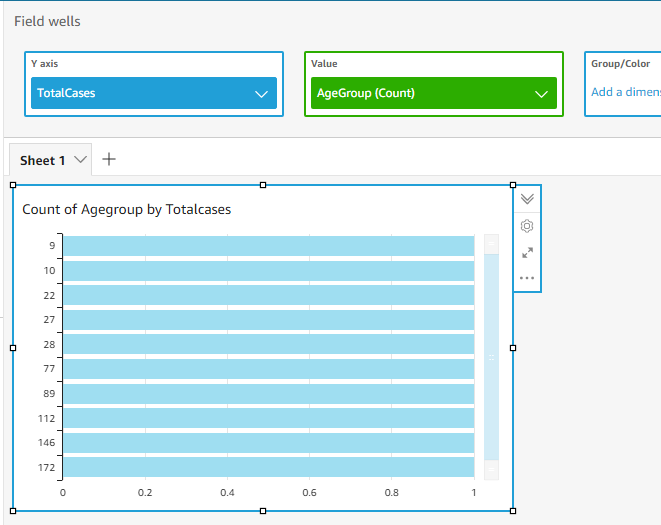 Field wells
Y axis
TotalCases
Value
AgeGroup (Count)
Group/Color
Add a dimens
Sheet 1
Count of Agegroup by Totalcases
9
10
22
27
28
77
89
112
146
172
0 0.2 0.4 0.6 0.8 1